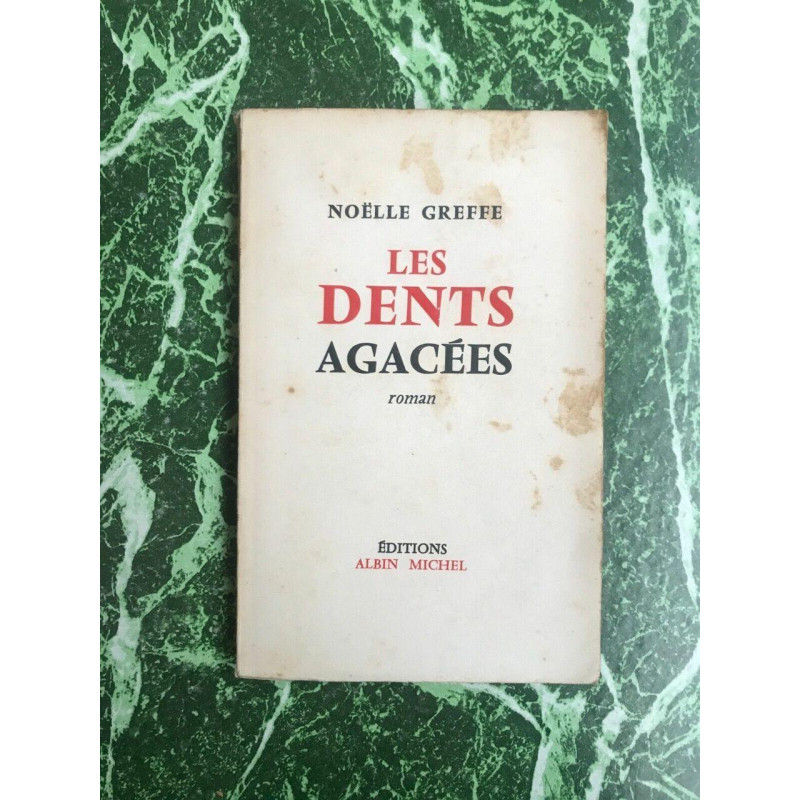 NOËLLE GREFFE
LES
DENTS
AGACÉES
roman
ÉDITIONS
ALBIN MICHEL